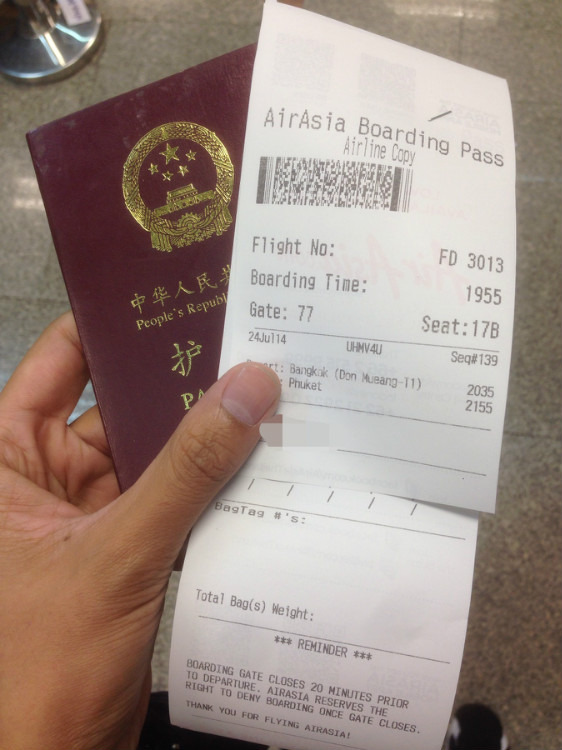 中华人民共
People's Republ
护
PA
AirAsia Boarding Pass
Airline Copy
Flight No: FD 3013
Boarding Time: 1955
Gate: 77 Seat:17B
24Jul14 UHMV4U Seq#139
Bangkok (Don Mueang-T1) 2035
Phuket 2155
/ / / / /
BagTag #'s:
Total Bag(s) Weight:
*** REMINDER ***
BOARDING GATE CLOSES 20 MINUTES PRIOR
TO DEPARTURE. AIRASIA RESERVES THE
RIGHT TO DENY BOARDING ONCE GATE CLOSES.
THANK YOU FOR FLYING AIRASIA!